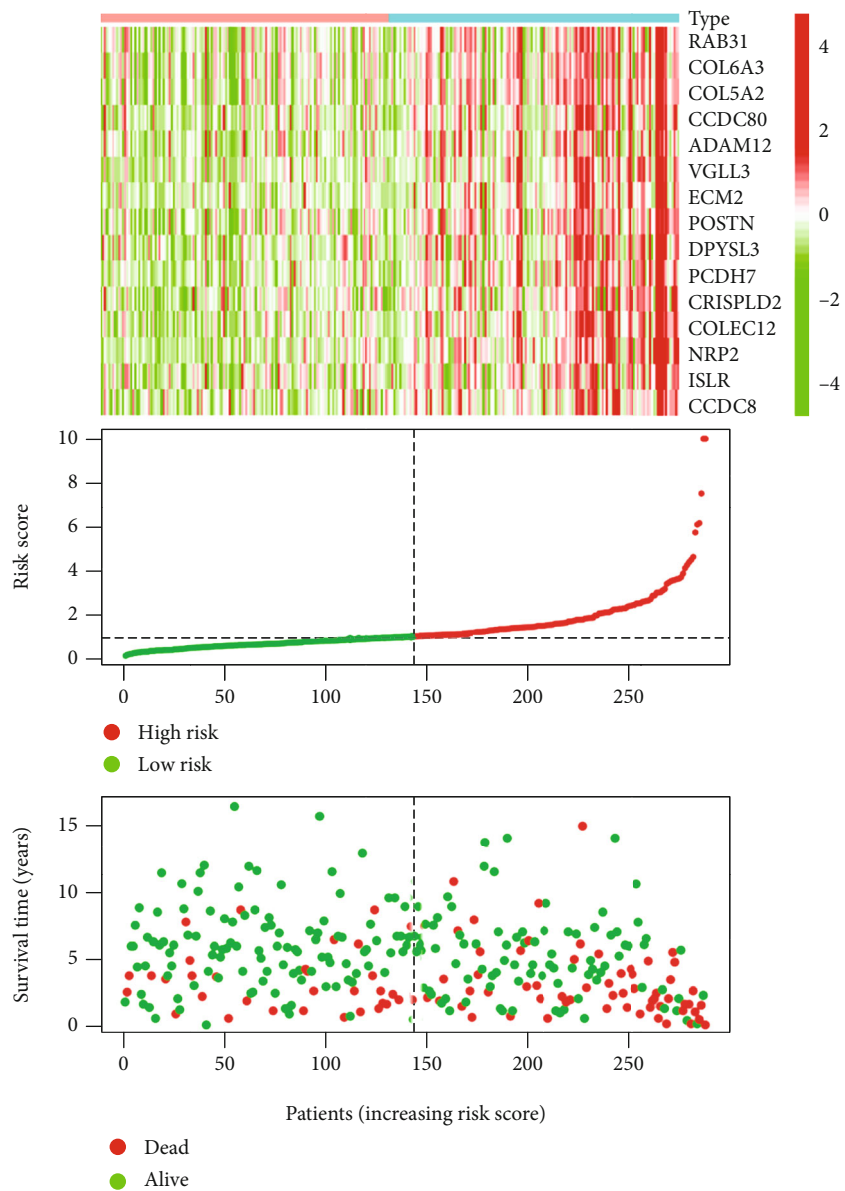 Type
RAB31
COL6A3
COL5A2
CCDC80
ADAM12
VGLL3
ECM2
POSTN
DPYSL3
PCDH7
CRISPLD2
COLEC12
NRP2
ISLR
CCDC8
4
2
0
−2
−4
Risk score
10
8
6
4
2
0
0 50 100 150 200 250
High risk
Low risk
Survival time (years)
15
10
5
0
0 50 100 150 200 250
Patients (increasing risk score)
Dead
Alive